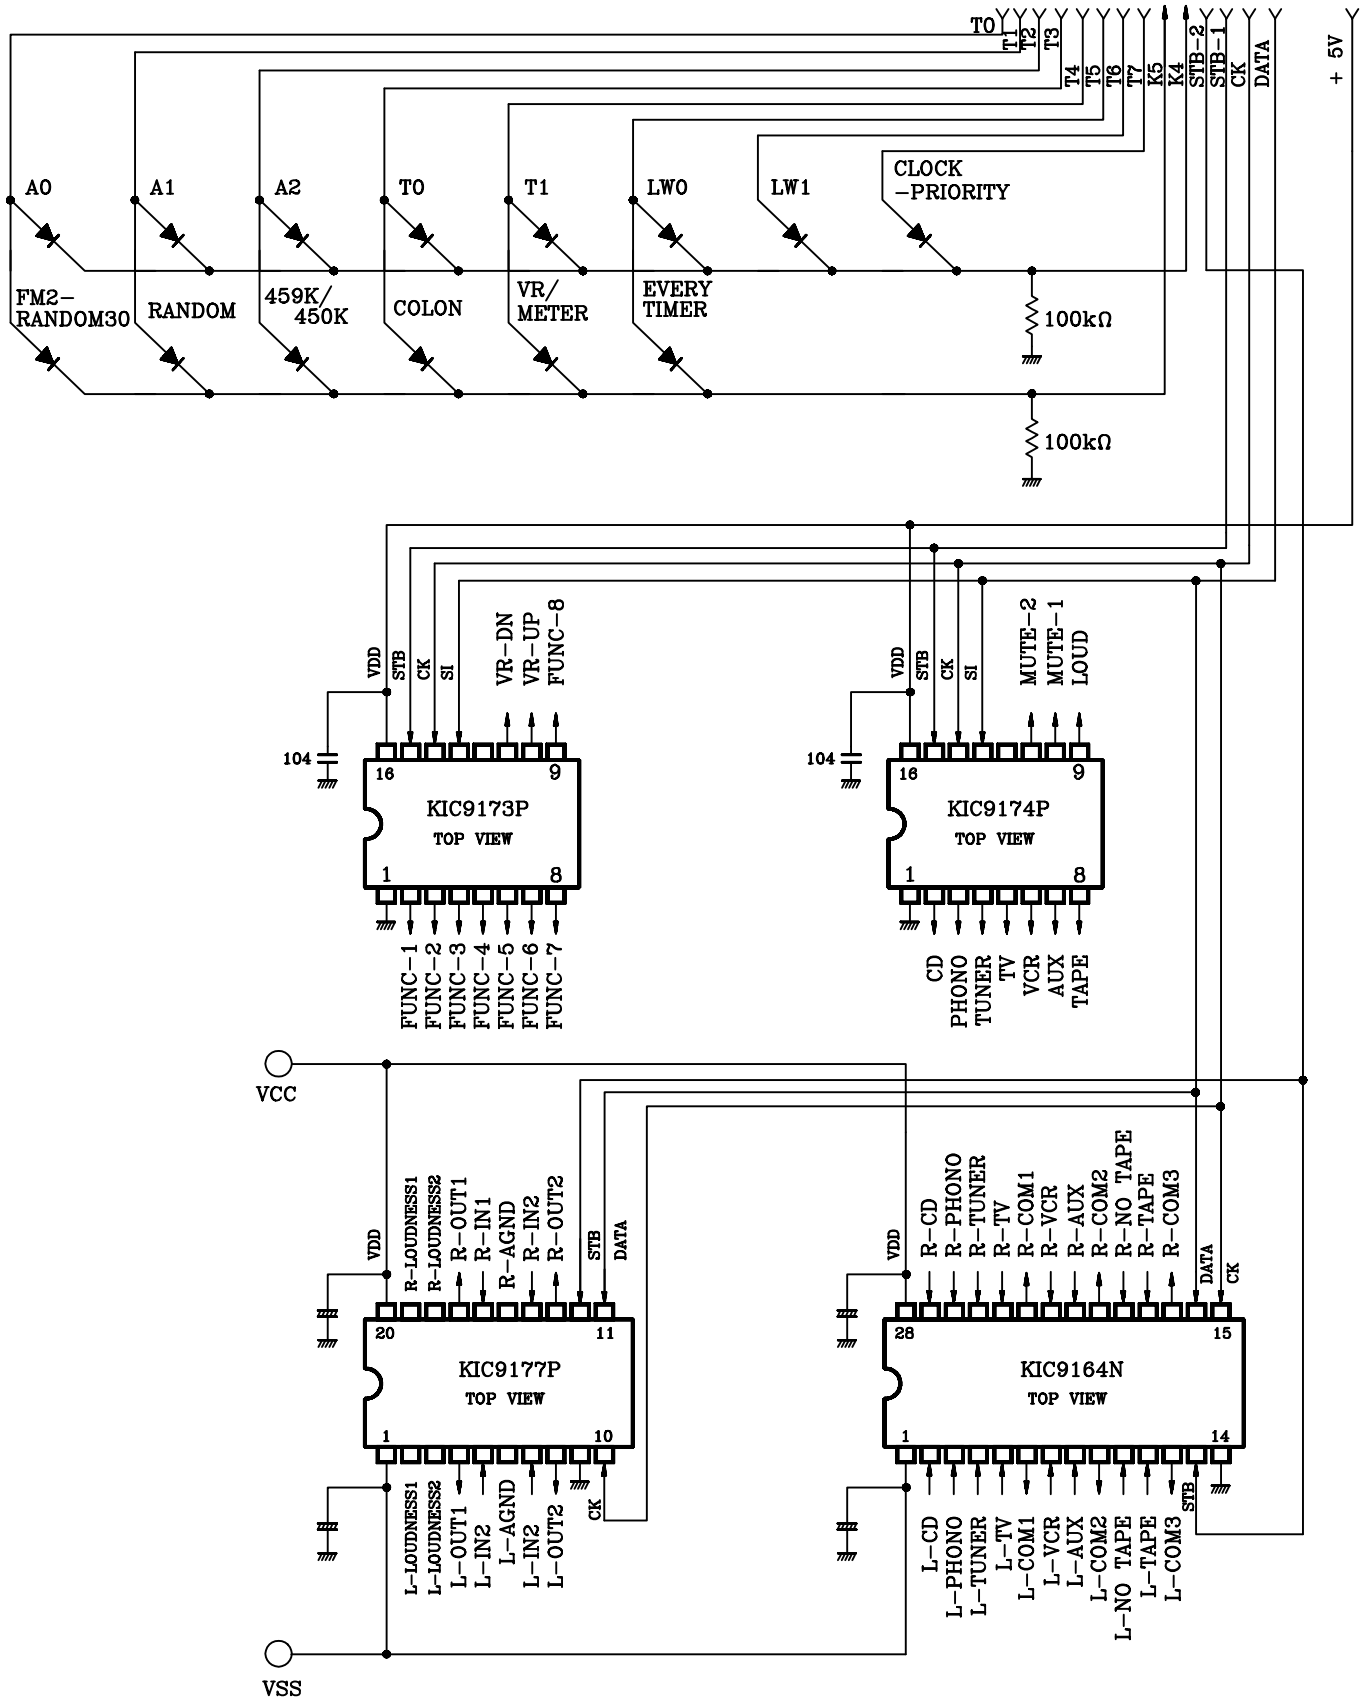 T0
T1
T2
T3
T4
T5
T6
T7
K5
K4
STB-2
STB-1
CK
DATA
+ 5V
A0
A1
A2
T0
T1
LW0
LW1
CLOCK
-PRIORITY
FM2-
RANDOM30
RANDOM
459K/
450K
COLON
VR/
METER
EVERY
TIMER
100kΩ
100kΩ
VDD
STB
CK
SI
VR-DN
VR-UP
FUNC-8
104
16
9
KIC9173P
TOP VIEW
1
8
FUNC-1
FUNC-2
FUNC-3
FUNC-4
FUNC-5
FUNC-6
FUNC-7
VDD
STB
CK
SI
MUTE-2
MUTE-1
LOUD
104
16
9
KIC9174P
TOP VIEW
1
8
CD
PHONO
TUNER
TV
VCR
AUX
TAPE
VCC
VDD
R-LOUDNESS1
R-LOUDNESS2
R-OUT1
R-IN1
R-AGND
R-IN2
R-OUT2
STB
DATA
20
11
KIC9177P
TOP VIEW
1
10
L-LOUDNESS1
L-LOUDNESS2
L-OUT1
L-IN2
L-AGND
L-IN2
L-OUT2
CK
VDD
R-CD
R-PHONO
R-TUNER
R-TV
R-COM1
R-VCR
R-AUX
R-COM2
R-NO TAPE
R-TAPE
R-COM3
DATA
CK
28
15
KIC9164N
TOP VIEW
1
14
L-CD
L-PHONO
L-TUNER
L-TV
L-COM1
L-VCR
L-AUX
L-COM2
L-NO TAPE
L-TAPE
L-COM3
STB
VSS